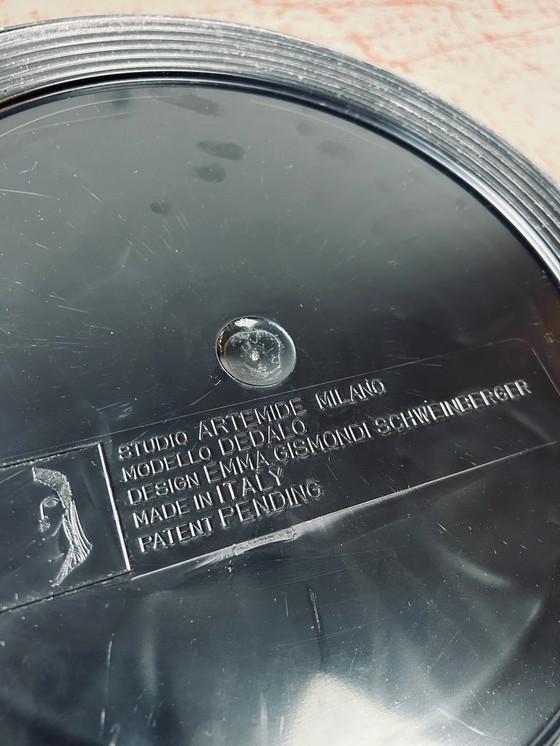 STUDIO ARTEMIDE MILANO
MODELLO DEDALO
DESIGN EMMA GISMONDI SCHWEINBERGER
MADE IN ITALY
PATENT PENDING